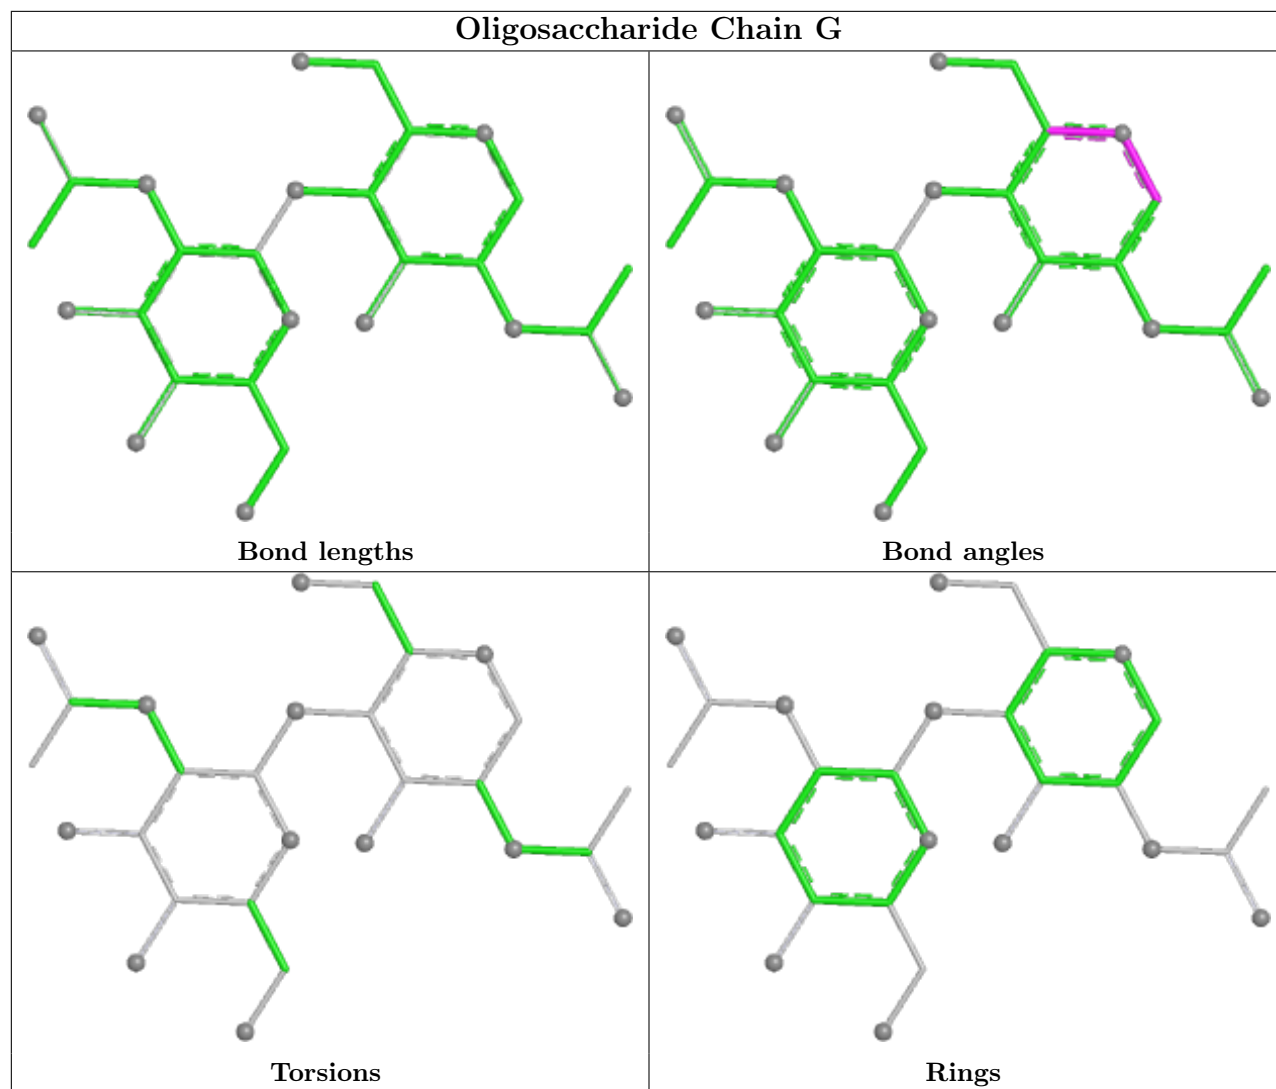 Oligosaccharide Chain G
Bond lengths
Bond angles
Torsions
Rings